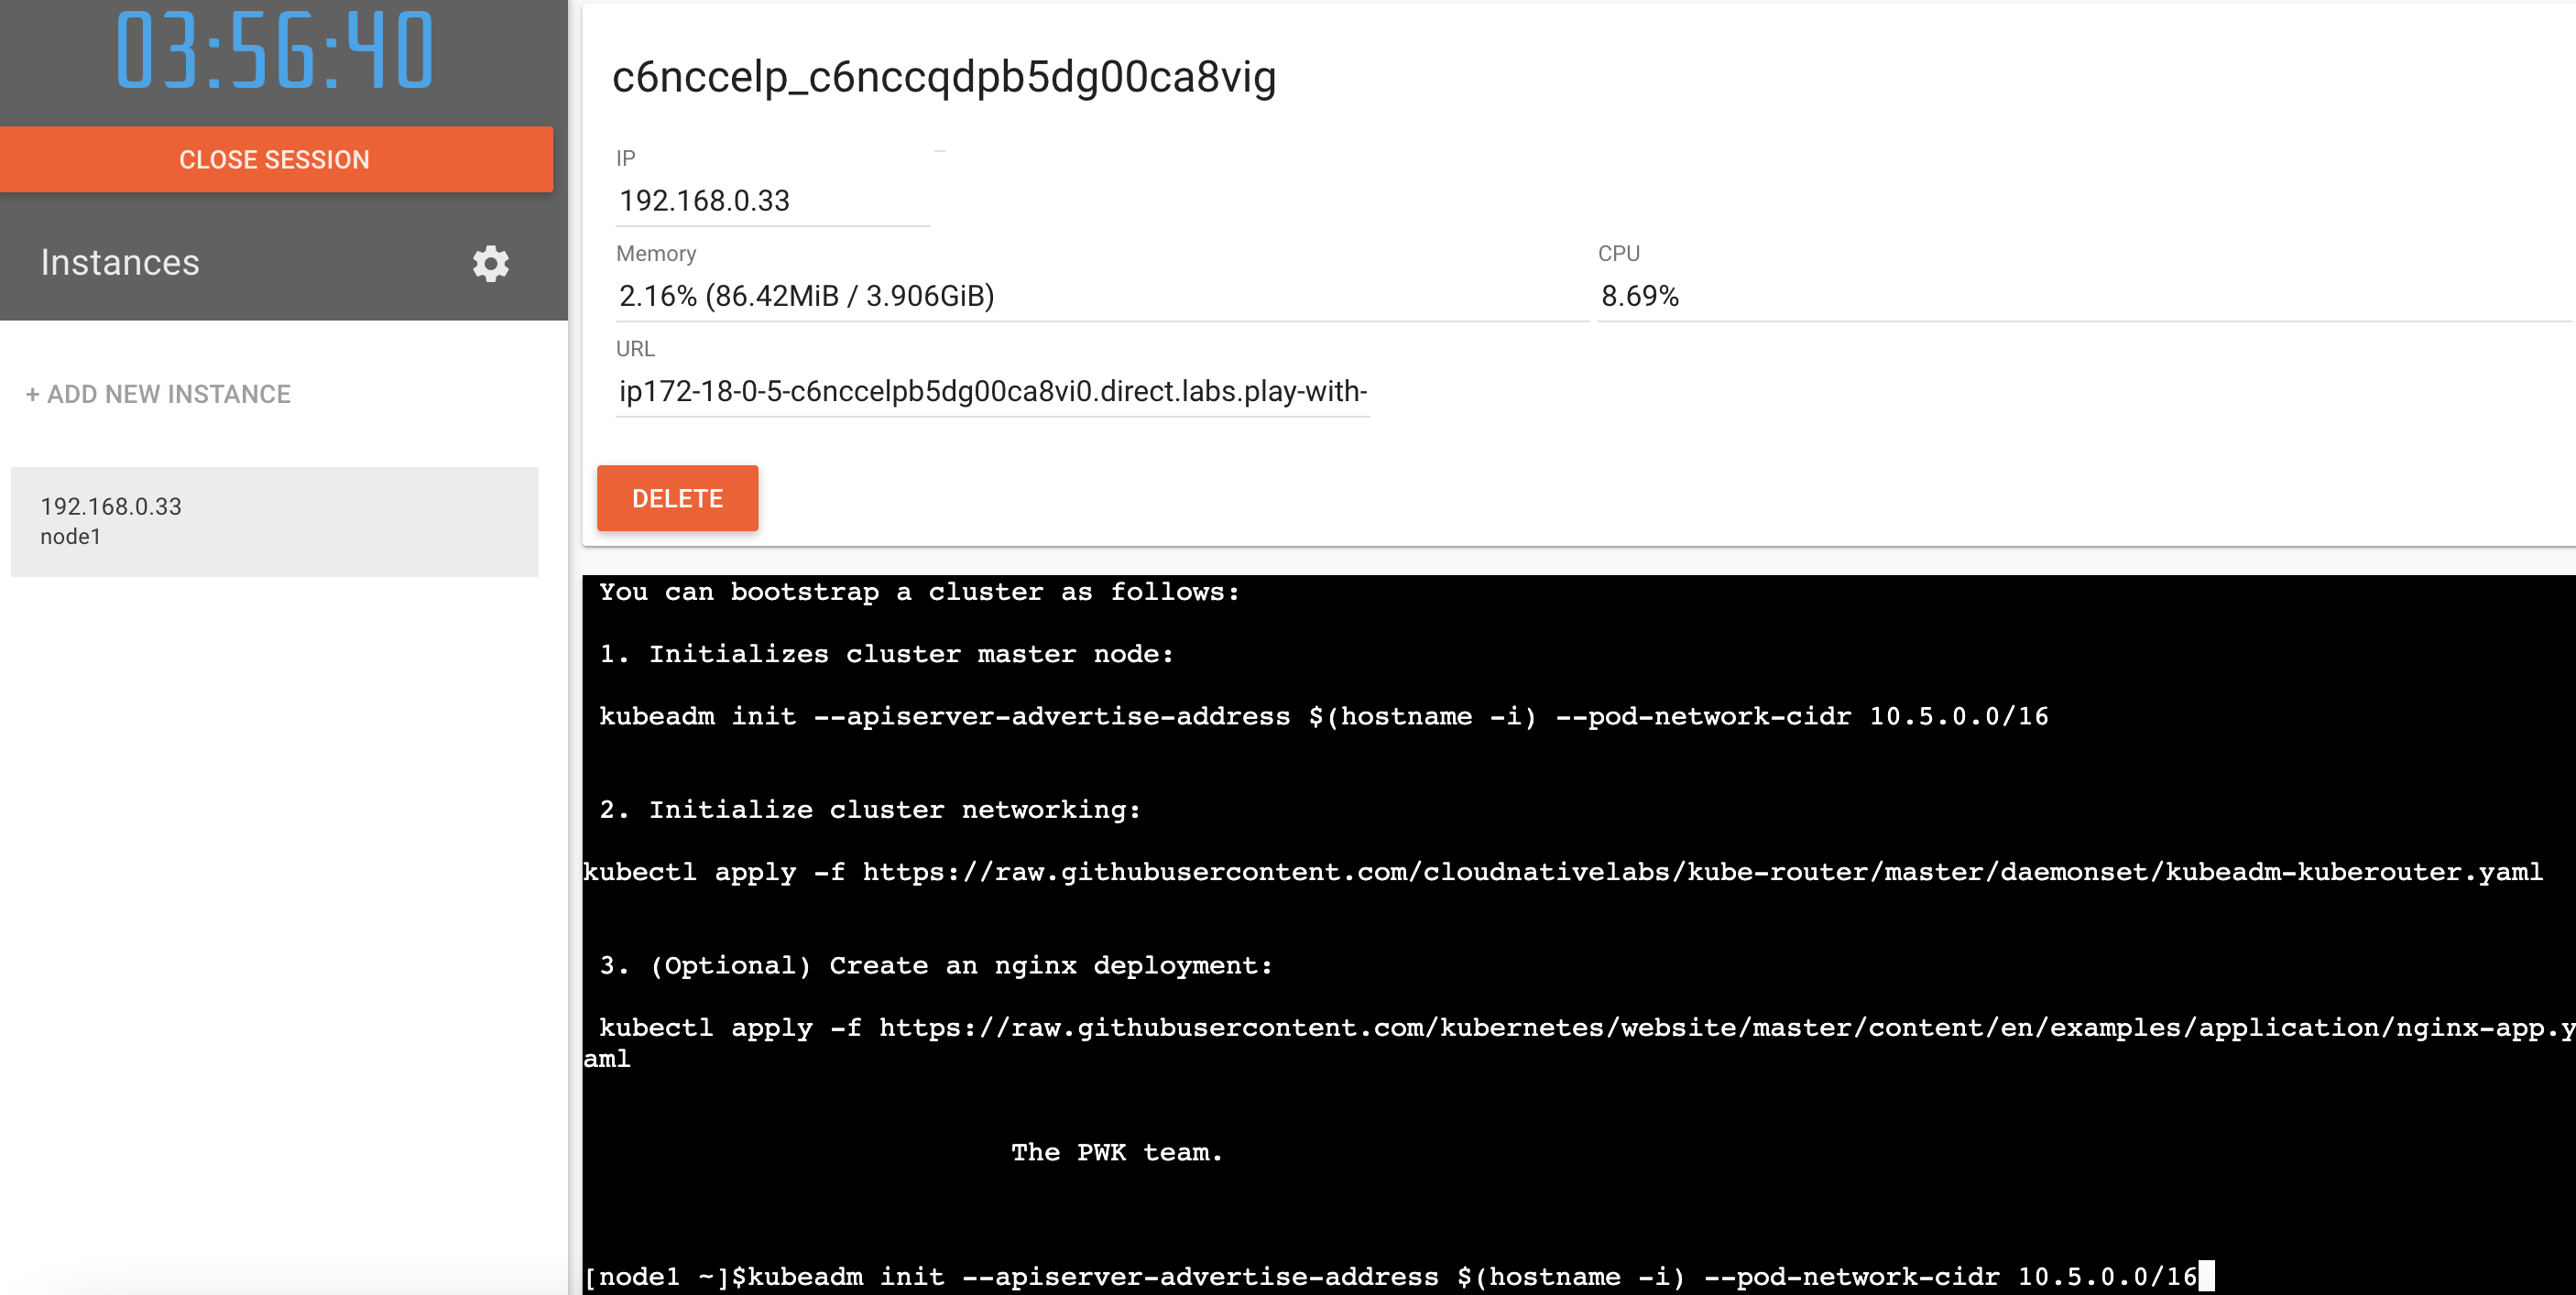 03:56:40
CLOSE SESSION
Instances
+ ADD NEW INSTANCE
192.168.0.33
node1
c6nccelp_c6nccqdpb5dg00ca8vig
IP
192.168.0.33
Memory
2.16% (86.42MiB / 3.906GiB)
CPU
8.69%
URL
ip172-18-0-5-c6nccelpb5dg00ca8vi0.direct.labs.play-with-
DELETE
You can bootstrap a cluster as follows:
1. Initializes cluster master node:
kubeadm init --apiserver-advertise-address $(hostname -i) --pod-network-cidr 10.5.0.0/16
2. Initialize cluster networking:
kubectl apply -f https://raw.githubusercontent.com/cloudnativelabs/kube-router/master/daemonset/kubeadm-kuberouter.yaml
3. (Optional) Create an nginx deployment:
kubectl apply -f https://raw.githubusercontent.com/kubernetes/website/master/content/en/examples/application/nginx-app.y
aml
The PWK team.
[node1 ~]$kubeadm init --apiserver-advertise-address $(hostname -i) --pod-network-cidr 10.5.0.0/16